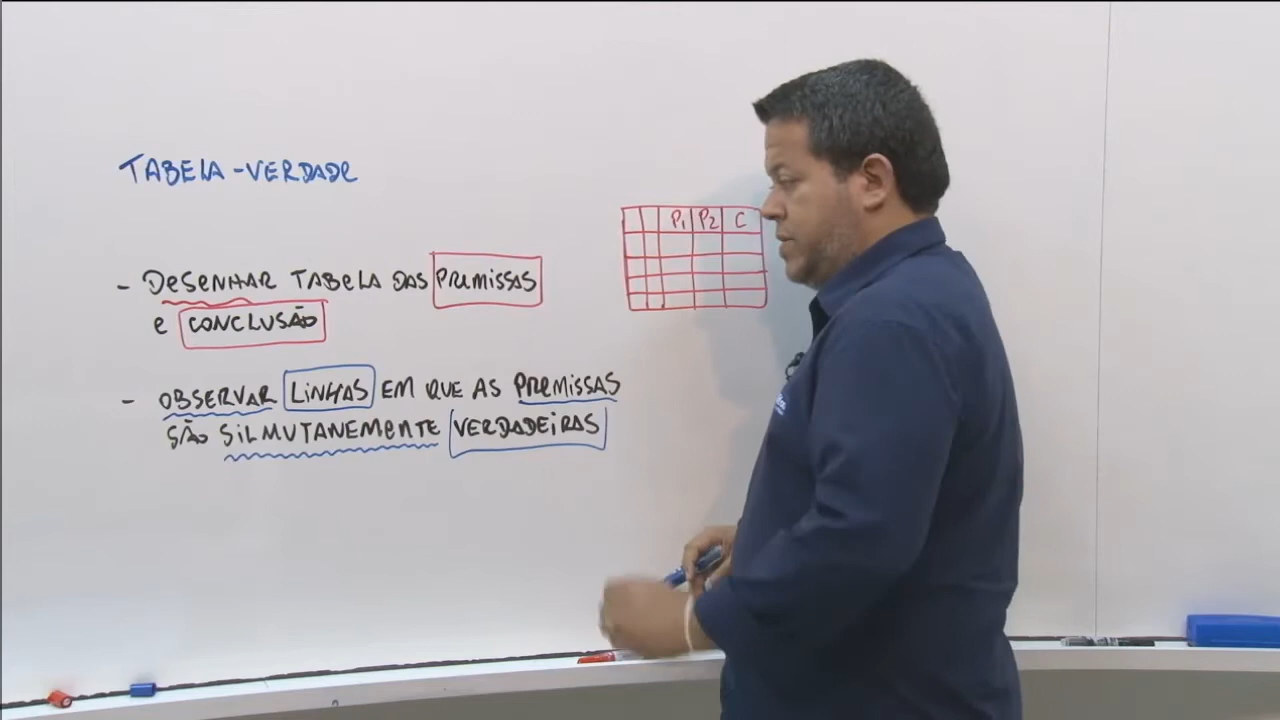 TABELA-VERDADE
- DESENHAR TABELA DAS PREMISSAS
e CONCLUSÃO
P1 P2 C
- OBSERVAR LINHAS EM QUE AS PREMISSAS
SÃO SILMUTANEMENTE VERDADEIRAS